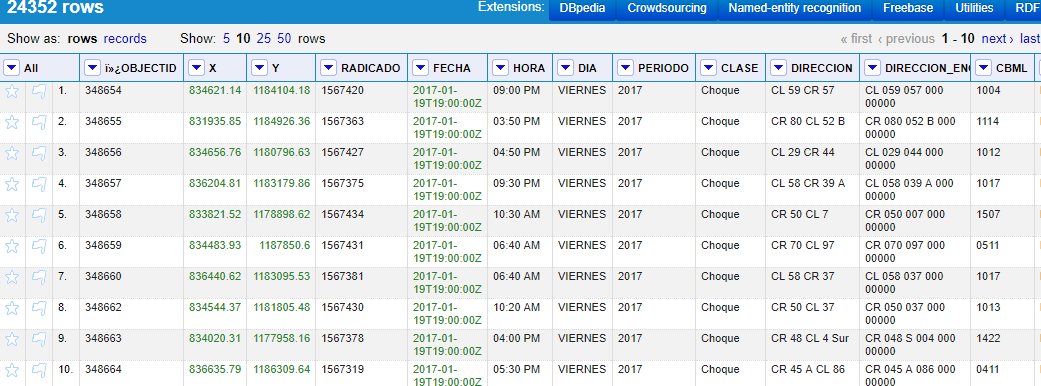 24352 rows
Extensions: DBpedia Crowdsourcing Named-entity recognition Freebase Utilities RDF
Show as: rows records Show: 5 10 25 50 rows « first ‹ previous 1 - 10 next › last
All ï»¿OBJECTID X Y RADICADO FECHA HORA DIA PERIODO CLASE DIRECCION DIRECCION_ENC CBML
1. 348654 834621.14 1184104.18 1567420 2017-01- 09:00 PM VIERNES 2017 Choque CL 59 CR 57 CL 059 057 000 1004
19T19:00:00Z 00000
2. 348655 831935.85 1184926.36 1567363 2017-01- 03:50 PM VIERNES 2017 Choque CR 80 CL 52 B CR 080 052 B 000 1114
19T19:00:00Z 00000
3. 348656 834656.76 1180796.63 1567427 2017-01- 04:50 PM VIERNES 2017 Choque CL 29 CR 44 CL 029 044 000 1012
19T19:00:00Z 00000
4. 348657 836204.81 1183179.86 1567375 2017-01- 09:30 PM VIERNES 2017 Choque CL 58 CR 39 A CL 058 039 A 000 1017
19T19:00:00Z 00000
5. 348658 833821.52 1178898.62 1567434 2017-01- 10:30 AM VIERNES 2017 Choque CR 50 CL 7 CR 050 007 000 1507
19T19:00:00Z 00000
6. 348659 834483.93 1187850.6 1567431 2017-01- 06:40 AM VIERNES 2017 Choque CR 70 CL 97 CR 070 097 000 0511
19T19:00:00Z 00000
7. 348660 836440.62 1183095.53 1567381 2017-01- 06:40 AM VIERNES 2017 Choque CL 58 CR 37 CL 058 037 000 1017
19T19:00:00Z 00000
8. 348662 834544.37 1181805.48 1567430 2017-01- 10:20 AM VIERNES 2017 Choque CR 50 CL 37 CR 050 037 000 1013
19T19:00:00Z 00000
9. 348663 834020.31 1177958.16 1567378 2017-01- 04:00 PM VIERNES 2017 Choque CR 48 CL 4 Sur CR 048 S 004 000 1422
19T19:00:00Z 00000
10. 348664 836635.79 1186309.64 1567319 2017-01- 05:30 PM VIERNES 2017 Choque CR 45 A CL 86 CR 045 A 086 000 0411
19T19:00:00Z 00000